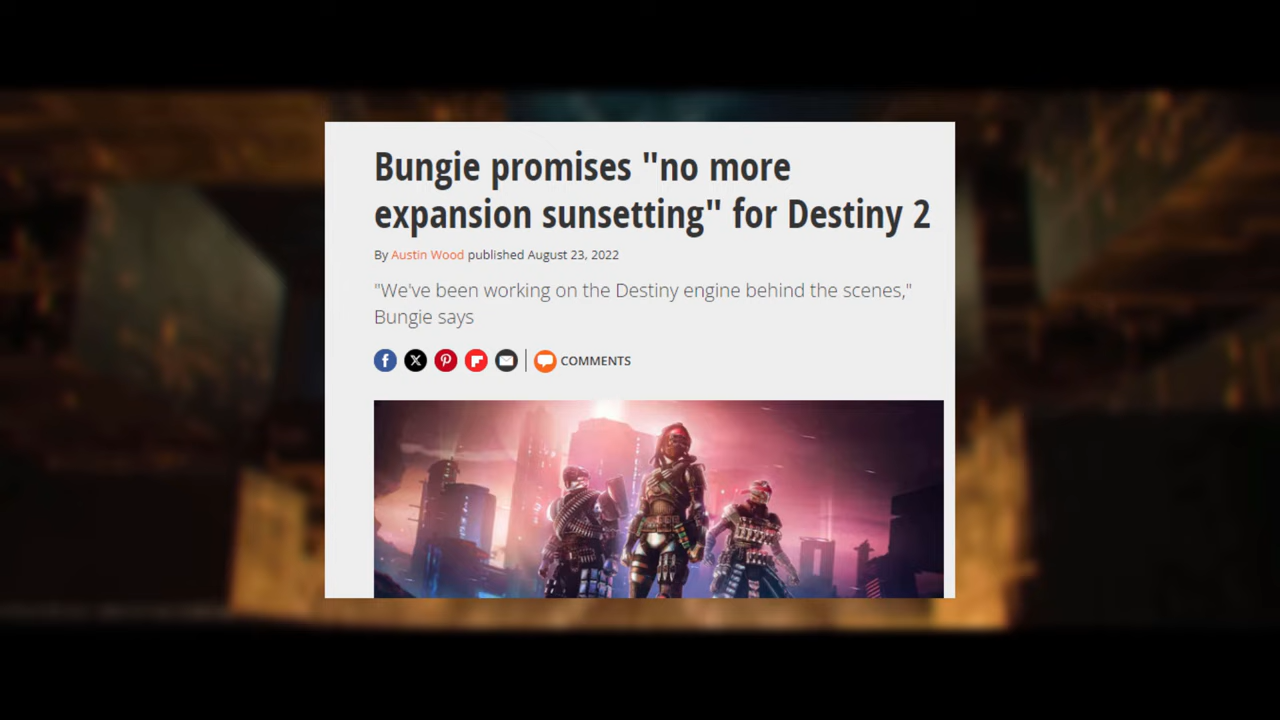 Bungie promises "no more
expansion sunsetting" for Destiny 2
By Austin Wood published August 23, 2022
"We've been working on the Destiny engine behind the scenes,"
Bungie says
COMMENTS